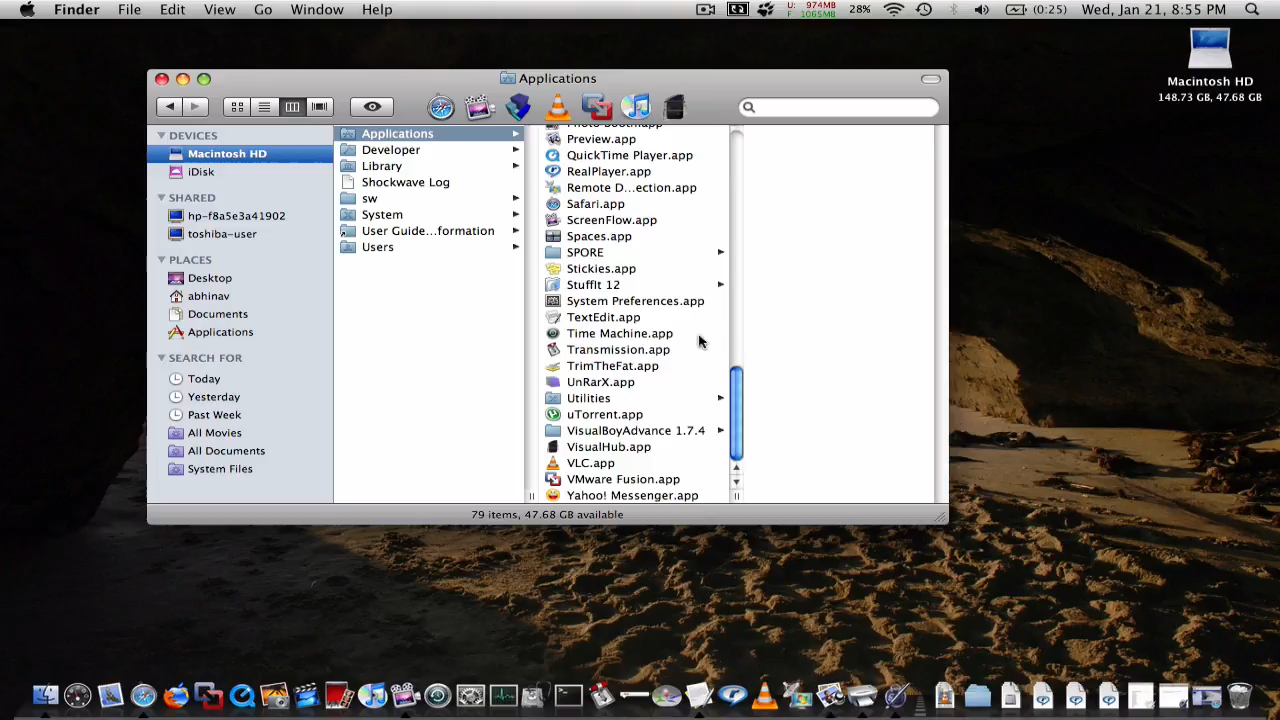 Finder File Edit View Go Window Help
U: 974MB
F: 1065MB
28% (0:25) Wed, Jan 21, 8:55 PM
Macintosh HD
148.73 GB, 47.68 GB
Applications
DEVICES
Macintosh HD
iDisk
SHARED
hp-f8a5e3a41902
toshiba-user
PLACES
Desktop
abhinav
Documents
Applications
SEARCH FOR
Today
Yesterday
Past Week
All Movies
All Documents
System Files
Applications
Developer
Library
Shockwave Log
sw
System
User Guide...formation
Users
Photo Booth.app
Preview.app
QuickTime Player.app
RealPlayer.app
Remote D...ection.app
Safari.app
ScreenFlow.app
Spaces.app
SPORE
Stickies.app
StuffIt 12
System Preferences.app
TextEdit.app
Time Machine.app
Transmission.app
TrimTheFat.app
UnRarX.app
Utilities
uTorrent.app
VisualBoyAdvance 1.7.4
VisualHub.app
VLC.app
VMware Fusion.app
Yahoo! Messenger.app
79 items, 47.68 GB available